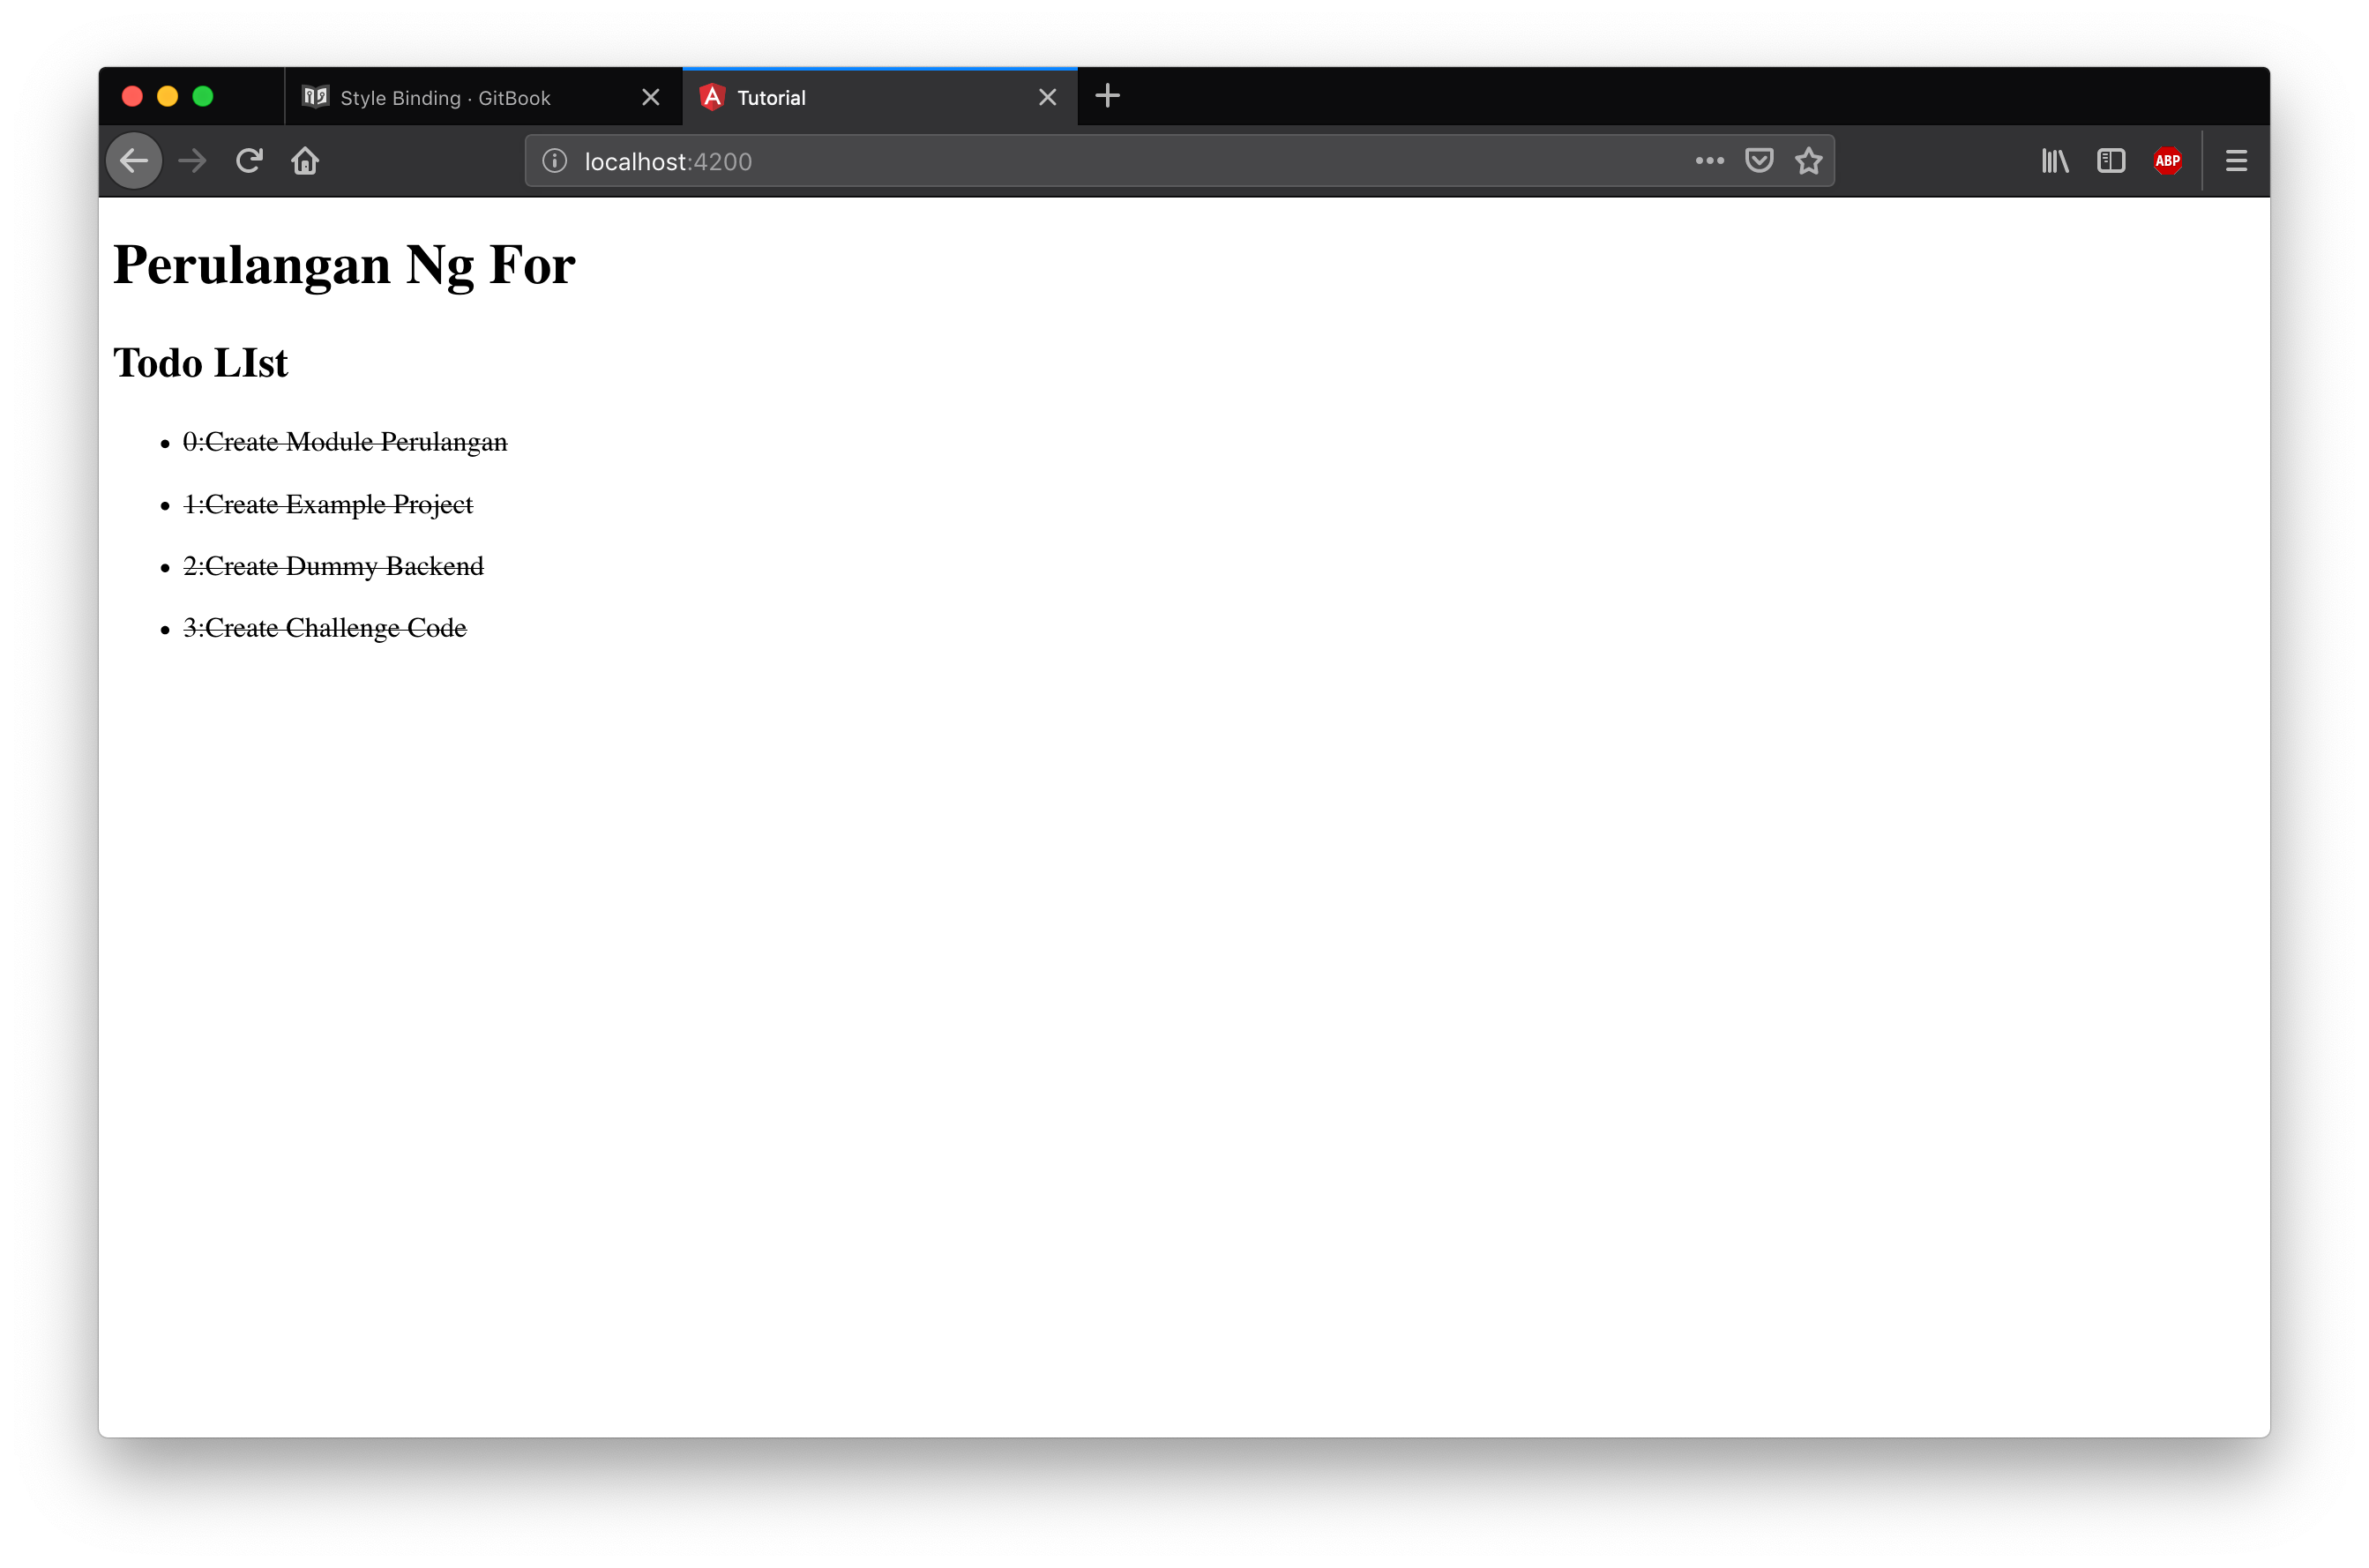 Style Binding · GitBook
Tutorial
localhost:4200
ABP
Perulangan Ng For
Todo LIst
0:Create Module Perulangan
1:Create Example Project
2:Create Dummy Backend
3:Create Challenge Code